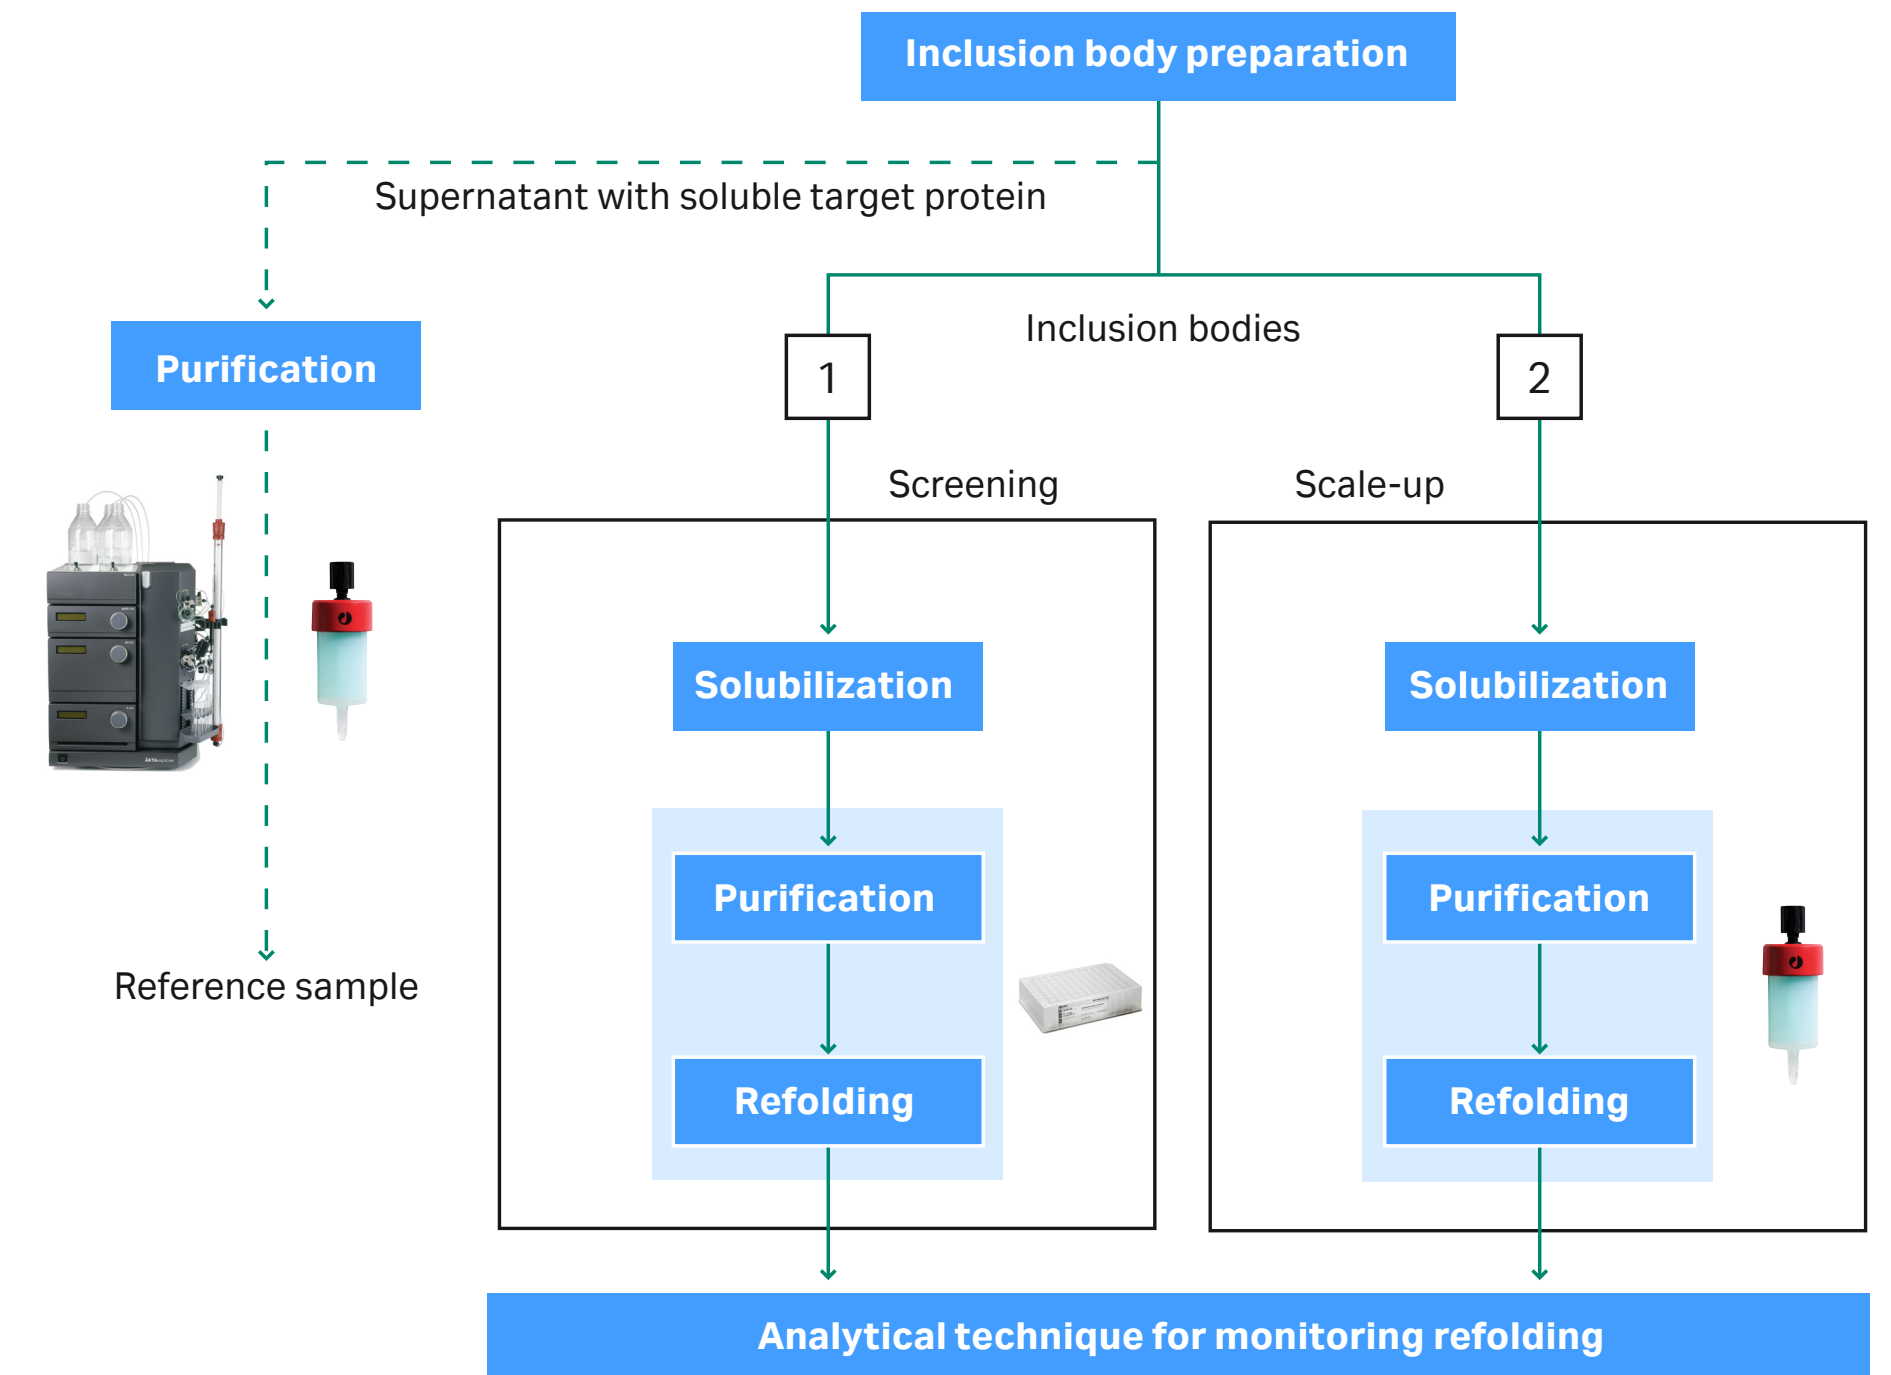 Inclusion body preparation
Supernatant with soluble target protein
Inclusion bodies
Purification
1
2
Screening
Scale-up
Solubilization
Solubilization
Purification
Purification
Reference sample
Refolding
Refolding
Analytical technique for monitoring refolding